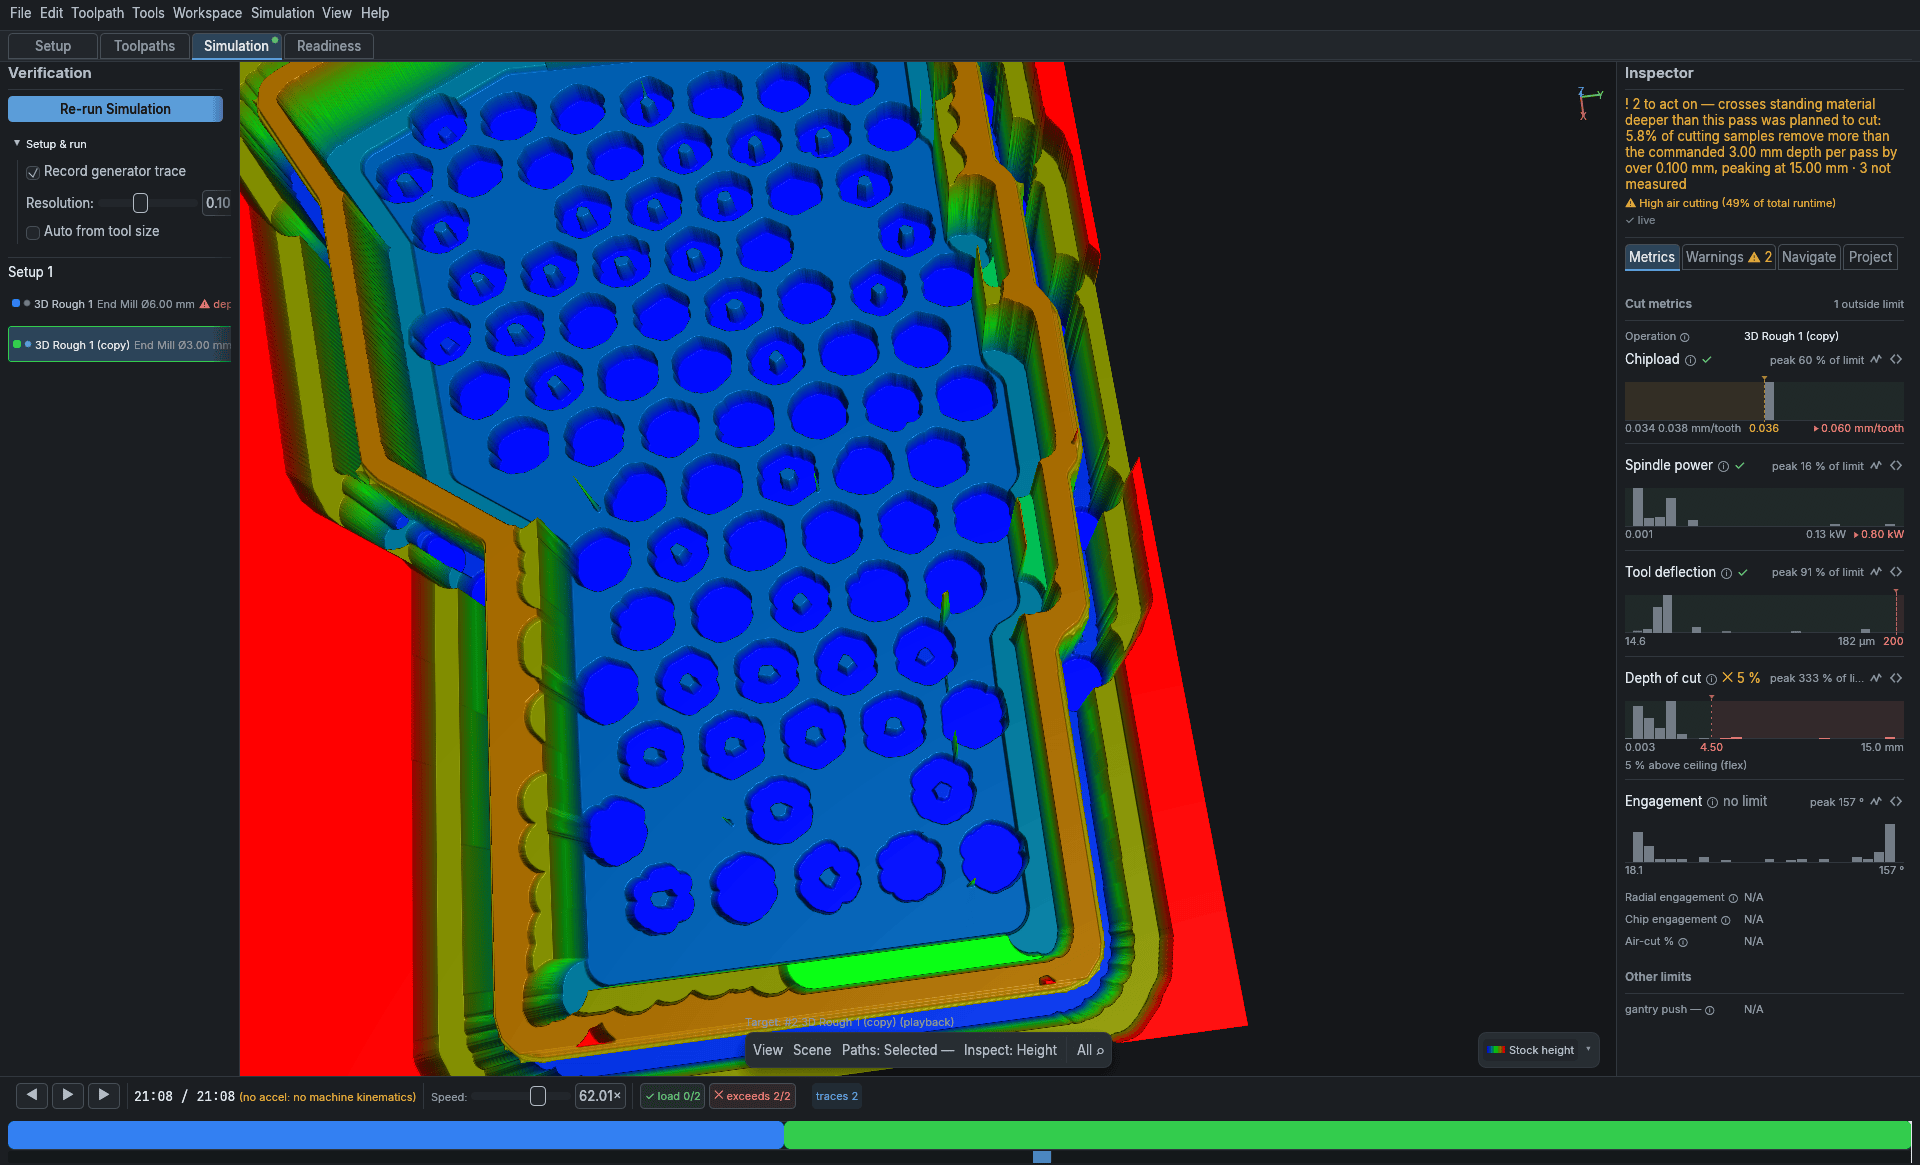 File Edit Toolpath Tools Workspace Simulation View Help
Setup Toolpaths Simulation Readiness
Verification
Re-run Simulation
Setup & run
Record generator trace
Resolution: 0.10
Auto from tool size
Setup 1
3D Rough 1 End Mill Ø6.00 mm dep
3D Rough 1 (copy) End Mill Ø3.00 mm
Z Y
X
Target: 3D Rough 1 (copy) (playback)
View Scene Paths: Selected — Inspect: Height All
Stock height
Inspector
! 2 to act on — crosses standing material
deeper than this pass was planned to cut:
5.8% of cutting samples remove more than
the commanded 3.00 mm depth per pass by
over 0.100 mm, peaking at 15.00 mm · 3 not
measured
High air cutting (49% of total runtime)
✓ live
Metrics Warnings 2 Navigate Project
Cut metrics 1 outside limit
Operation 3D Rough 1 (copy)
Chipload ✓ peak 60 % of limit
0.034 0.038 mm/tooth 0.036 0.060 mm/tooth
Spindle power ✓ peak 16 % of limit
0.001 0.13 kW 0.80 kW
Tool deflection ✓ peak 91 % of limit
14.6 182 µm 200
Depth of cut ✕ 5 % peak 333 % of li...
0.003 4.50 15.0 mm
5 % above ceiling (flex)
Engagement no limit peak 157 °
18.1 157 °
Radial engagement N/A
Chip engagement N/A
Air-cut % N/A
Other limits
gantry push — N/A
21:08 / 21:08 (no accel: no machine kinematics) Speed: 62.01× ✓ load 0/2 ✕ exceeds 2/2 traces 2